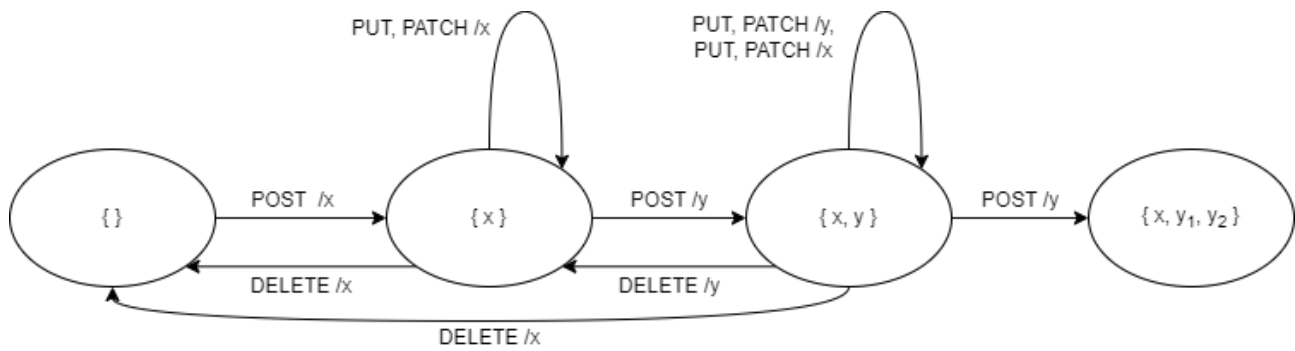 PUT, PATCH /x
PUT, PATCH /y,
PUT, PATCH /x
{ }
POST /x
{ x }
POST /y
{ x, y }
POST /y
{ x, y₁, y₂ }
DELETE /x
DELETE /y
DELETE /x